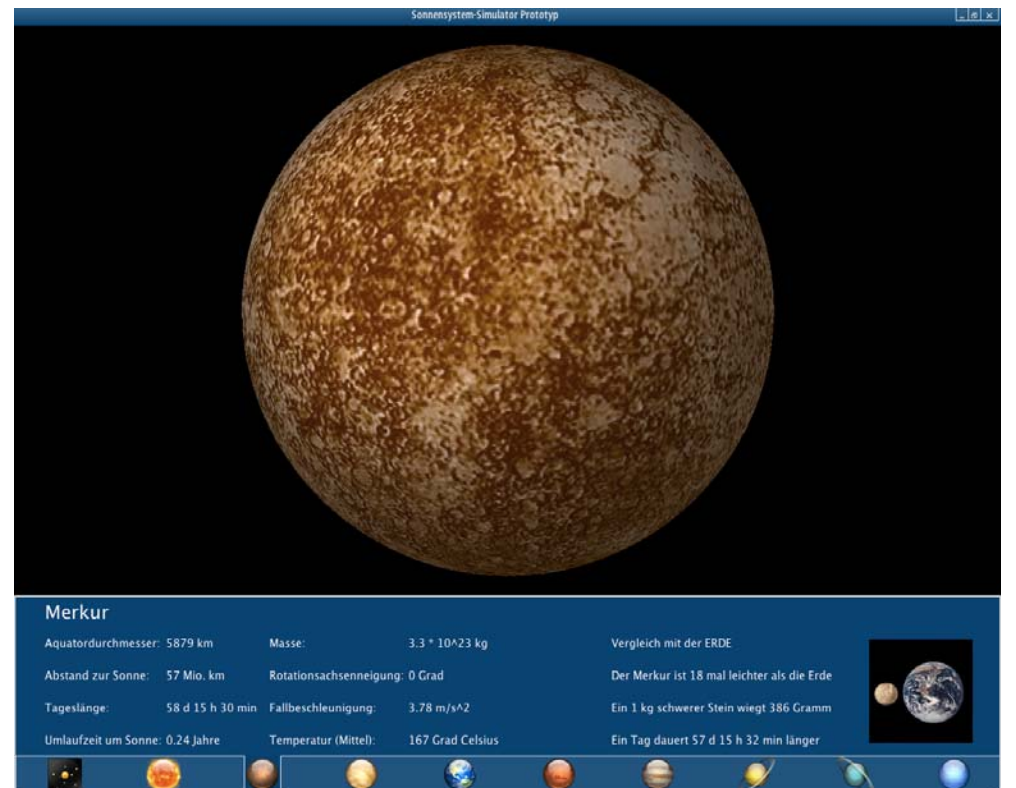 Sonnensystem-Simulator Prototyp
Merkur
Aquatordurchmesser: 5879 km
Masse: 3.3 * 10^23 kg
Vergleich mit der ERDE
Abstand zur Sonne: 57 Mio. km
Rotationsachsenneigung: 0 Grad
Der Merkur ist 18 mal leichter als die Erde
Tageslänge: 58 d 15 h 30 min
Fallbeschleunigung: 3.78 m/s^2
Ein 1 kg schwerer Stein wiegt 386 Gramm
Umlaufzeit um Sonne: 0.24 Jahre
Temperatur (Mittel): 167 Grad Celsius
Ein Tag dauert 57 d 15 h 32 min länger